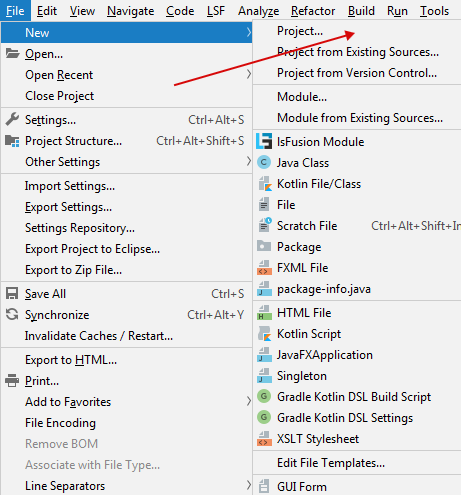 File Edit View Navigate Code LSF Analyze Refactor Build Run Tools
New
Open...
Open Recent
Close Project
Settings... Ctrl+Alt+S
Project Structure... Ctrl+Alt+Shift+S
Other Settings
Import Settings...
Export Settings...
Settings Repository...
Export Project to Eclipse...
Export to Zip File...
Save All Ctrl+S
Synchronize Ctrl+Alt+Y
Invalidate Caches / Restart...
Export to HTML...
Print...
Add to Favorites
File Encoding
Remove BOM
Associate with File Type...
Line Separators
Project...
Project from Existing Sources...
Project from Version Control...
Module...
Module from Existing Sources...
lsFusion Module
Java Class
Kotlin File/Class
File
Scratch File Ctrl+Alt+Shift+In
Package
FXML File
package-info.java
HTML File
Kotlin Script
JavaFXApplication
Singleton
Gradle Kotlin DSL Build Script
Gradle Kotlin DSL Settings
XSLT Stylesheet
Edit File Templates...
GUI Form